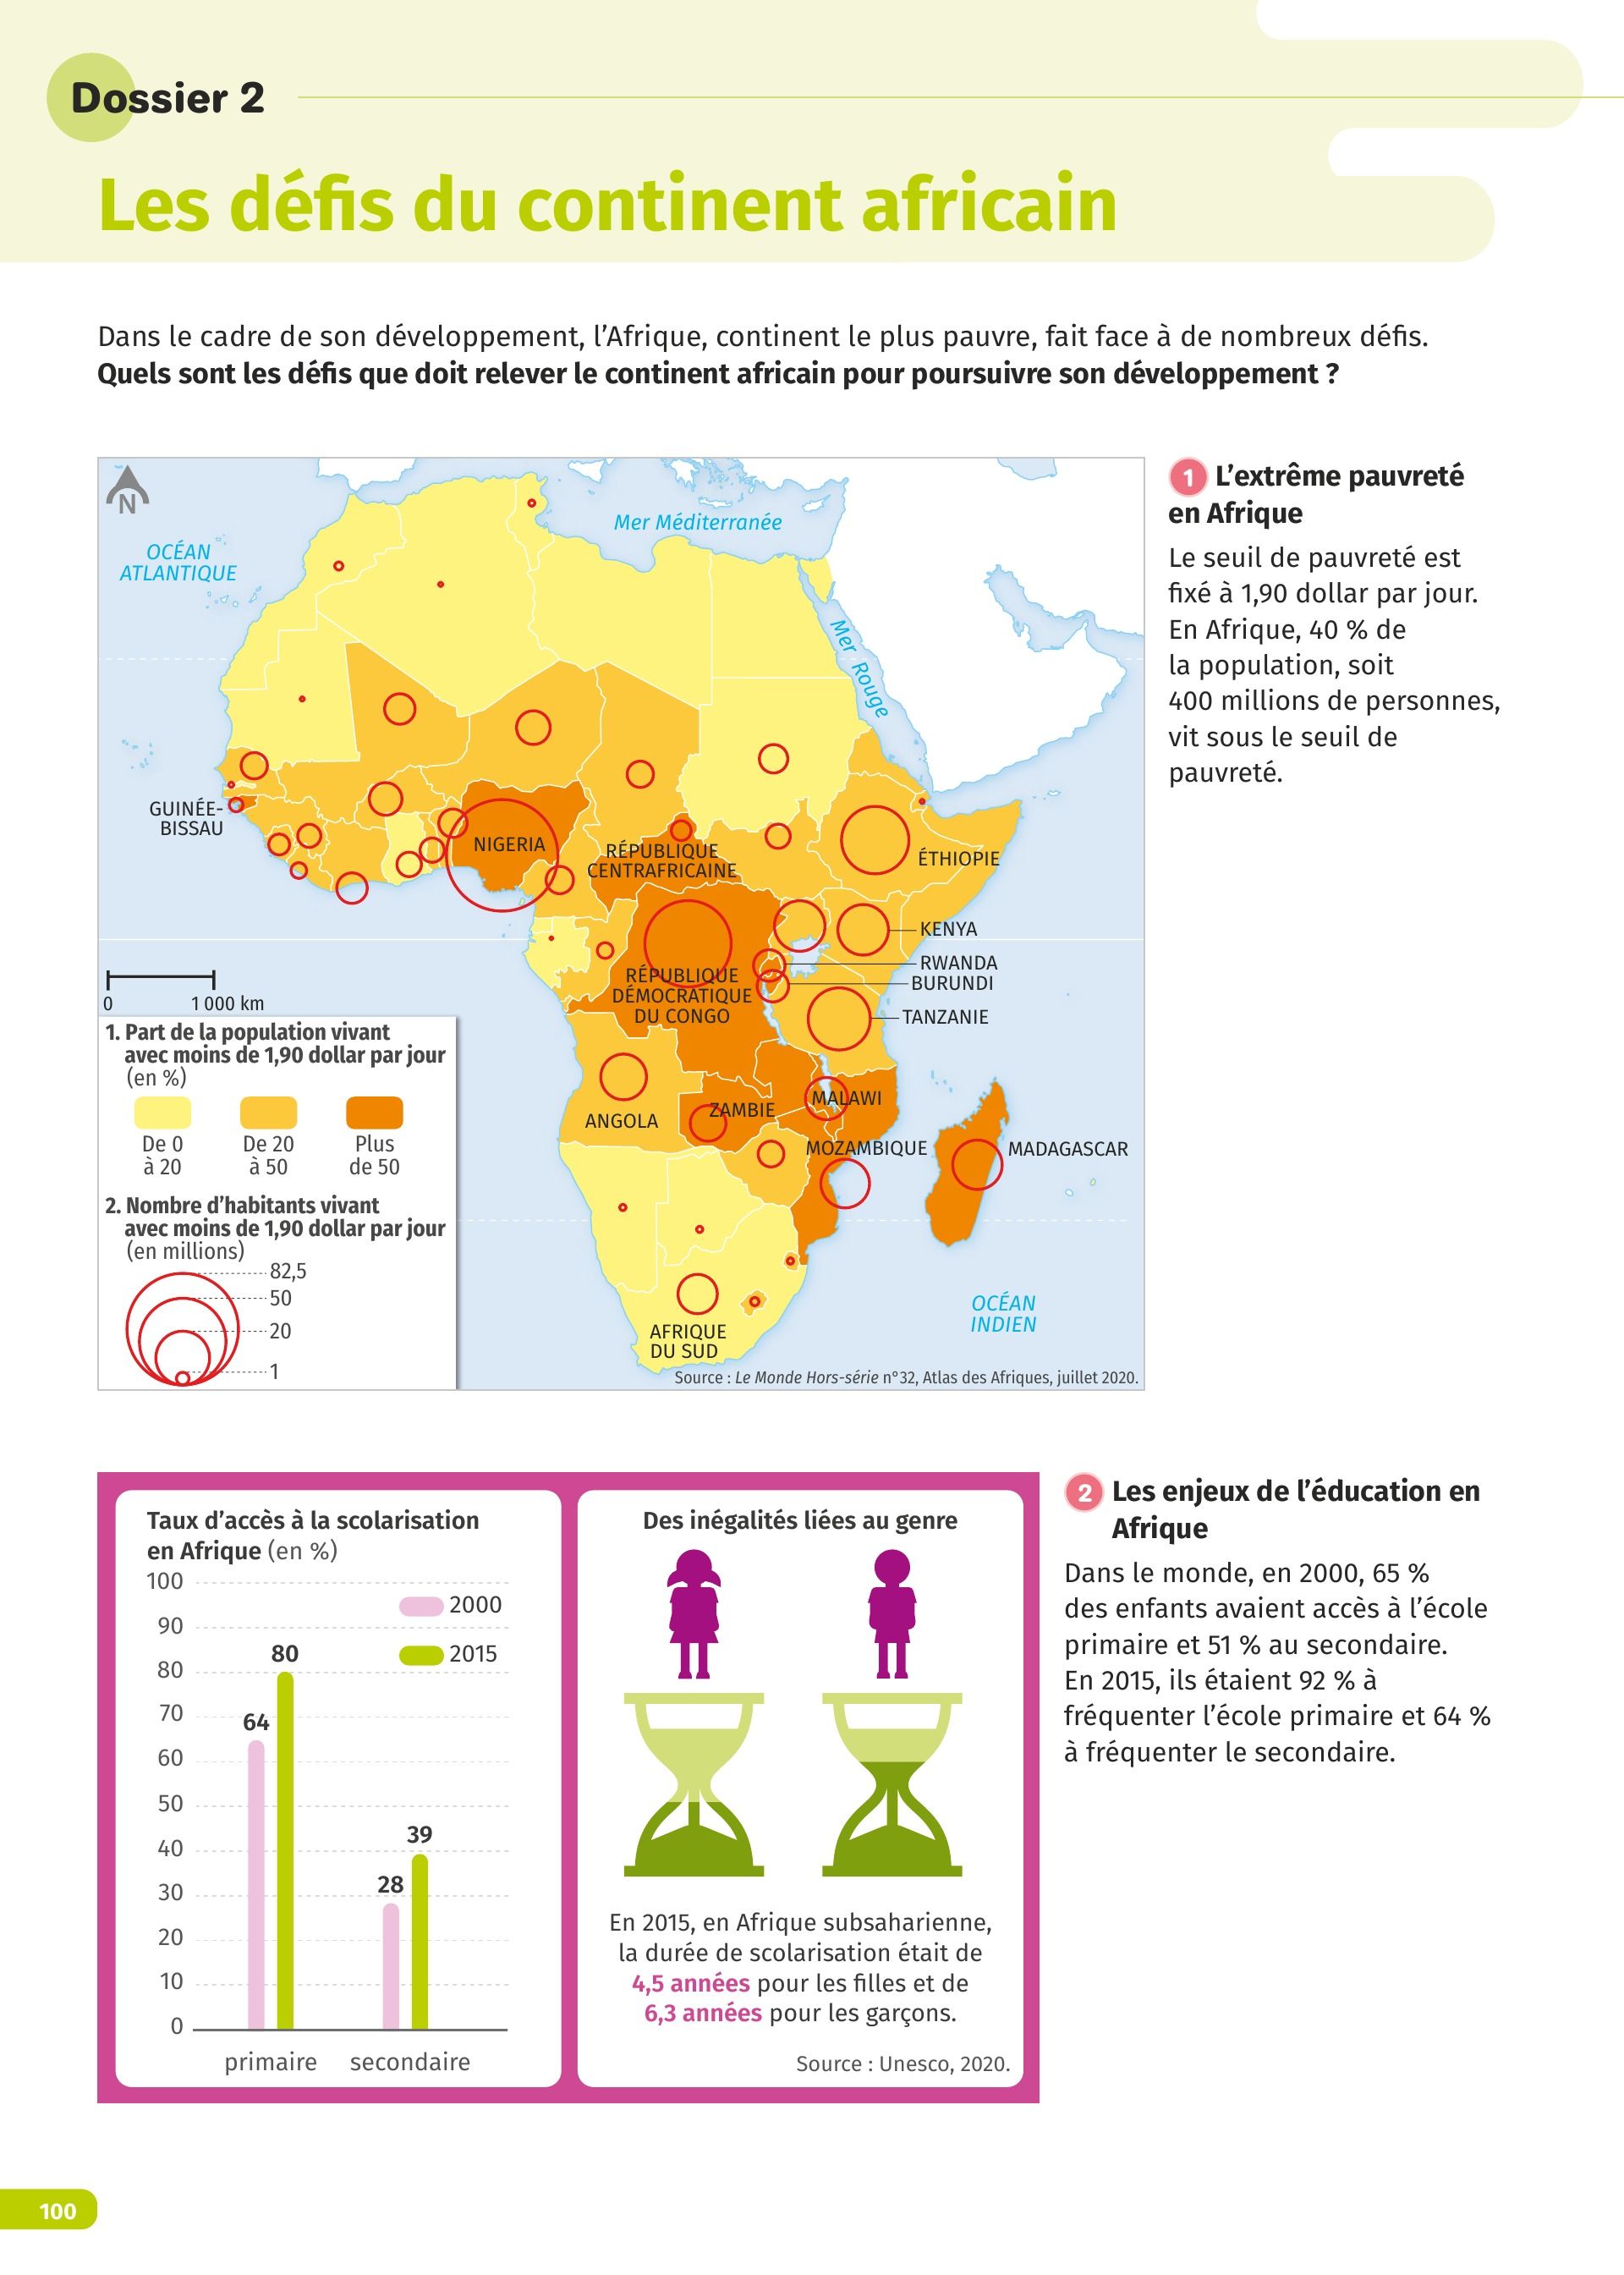 Dossier 2
Les défis du continent africain
Dans le cadre de son développement, l’Afrique, continent le plus pauvre, fait face à de nombreux défis.
Quels sont les défis que doit relever le continent africain pour poursuivre son développement ?
N
OCÉAN
ATLANTIQUE
Mer Méditerranée
Mer Rouge
GUINÉE-
BISSAU
NIGERIA
RÉPUBLIQUE
CENTRAFRICAINE
ÉTHIOPIE
KENYA
RWANDA
BURUNDI
RÉPUBLIQUE
DÉMOCRATIQUE
DU CONGO
TANZANIE
ANGOLA
ZAMBIE
MALAWI
MOZAMBIQUE
MADAGASCAR
AFRIQUE
DU SUD
OCÉAN
INDIEN
0 1 000 km
1. Part de la population vivant
avec moins de 1,90 dollar par jour
(en %)
De 0
à 20
De 20
à 50
Plus
de 50
2. Nombre d’habitants vivant
avec moins de 1,90 dollar par jour
(en millions)
82,5
50
20
1
Source : Le Monde Hors-série n°32, Atlas des Afriques, juillet 2020.
1 L’extrême pauvreté
en Afrique
Le seuil de pauvreté est
fixé à 1,90 dollar par jour.
En Afrique, 40 % de
la population, soit
400 millions de personnes,
vit sous le seuil de
pauvreté.
Taux d’accès à la scolarisation
en Afrique (en %)
100
90
80
70
60
50
40
30
20
10
0
2000
2015
64
80
28
39
primaire secondaire
Des inégalités liées au genre
En 2015, en Afrique subsaharienne,
la durée de scolarisation était de
4,5 années pour les filles et de
6,3 années pour les garçons.
Source : Unesco, 2020.
2 Les enjeux de l’éducation en
Afrique
Dans le monde, en 2000, 65 %
des enfants avaient accès à l’école
primaire et 51 % au secondaire.
En 2015, ils étaient 92 % à
fréquenter l’école primaire et 64 %
à fréquenter le secondaire.
100